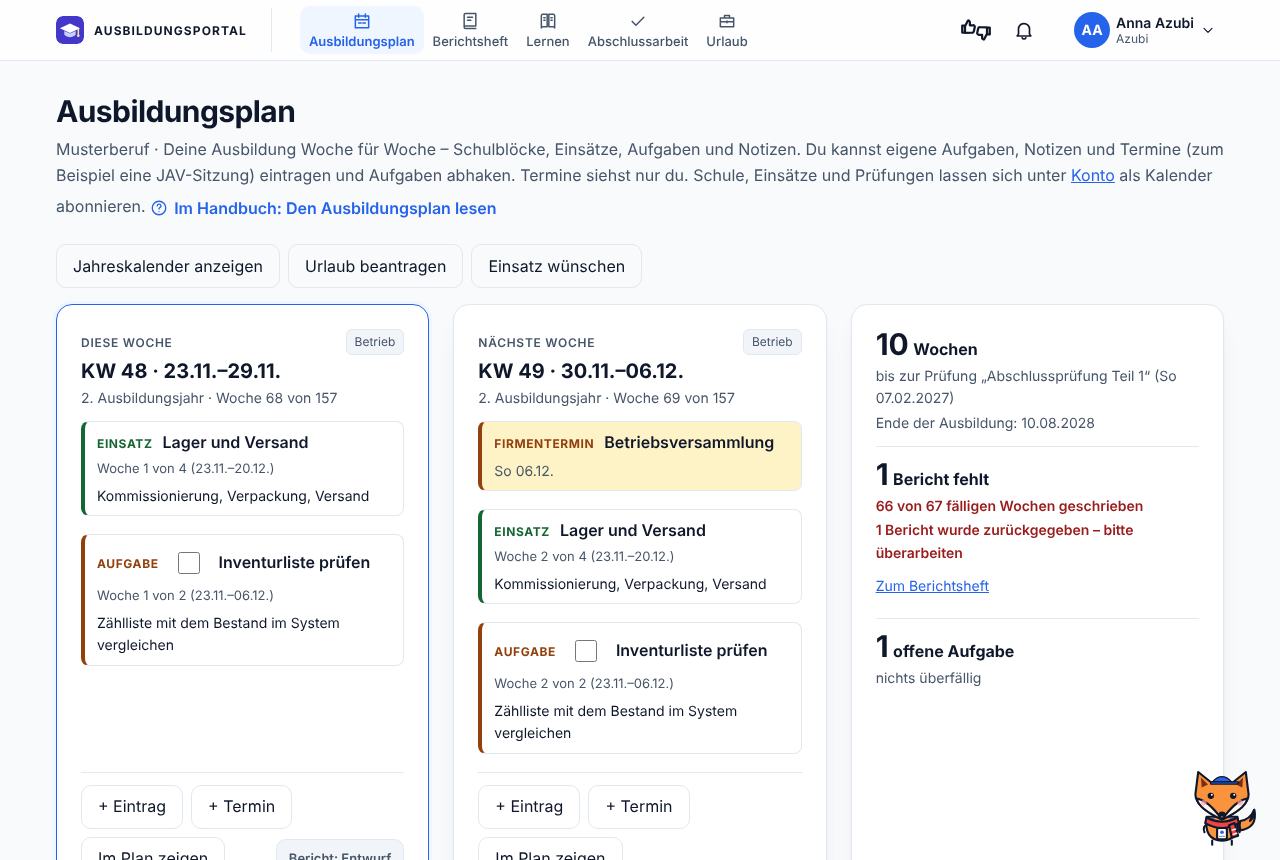 AUSBILDUNGSPORTAL
Ausbildungsplan
Berichtsheft
Lernen
Abschlussarbeit
Urlaub
AA
Anna Azubi
Azubi
Ausbildungsplan
Musterberuf · Deine Ausbildung Woche für Woche – Schulblöcke, Einsätze, Aufgaben und Notizen. Du kannst eigene Aufgaben, Notizen und Termine (zum
Beispiel eine JAV-Sitzung) eintragen und Aufgaben abhaken. Termine siehst nur du. Schule, Einsätze und Prüfungen lassen sich unter Konto als Kalender
abonnieren. Im Handbuch: Den Ausbildungsplan lesen
Jahreskalender anzeigen
Urlaub beantragen
Einsatz wünschen
DIESE WOCHE
Betrieb
KW 48 · 23.11.–29.11.
2. Ausbildungsjahr · Woche 68 von 157
EINSATZ Lager und Versand
Woche 1 von 4 (23.11.–20.12.)
Kommissionierung, Verpackung, Versand
AUFGABE Inventurliste prüfen
Woche 1 von 2 (23.11.–06.12.)
Zählliste mit dem Bestand im System
vergleichen
+ Eintrag
+ Termin
Im Plan zeigen
Bericht: Entwurf
NÄCHSTE WOCHE
Betrieb
KW 49 · 30.11.–06.12.
2. Ausbildungsjahr · Woche 69 von 157
FIRMENTERMIN Betriebsversammlung
So 06.12.
EINSATZ Lager und Versand
Woche 2 von 4 (23.11.–20.12.)
Kommissionierung, Verpackung, Versand
AUFGABE Inventurliste prüfen
Woche 2 von 2 (23.11.–06.12.)
Zählliste mit dem Bestand im System
vergleichen
+ Eintrag
+ Termin
Im Plan zeigen
10 Wochen
bis zur Prüfung „Abschlussprüfung Teil 1“ (So
07.02.2027)
Ende der Ausbildung: 10.08.2028
1 Bericht fehlt
66 von 67 fälligen Wochen geschrieben
1 Bericht wurde zurückgegeben – bitte
überarbeiten
Zum Berichtsheft
1 offene Aufgabe
nichts überfällig